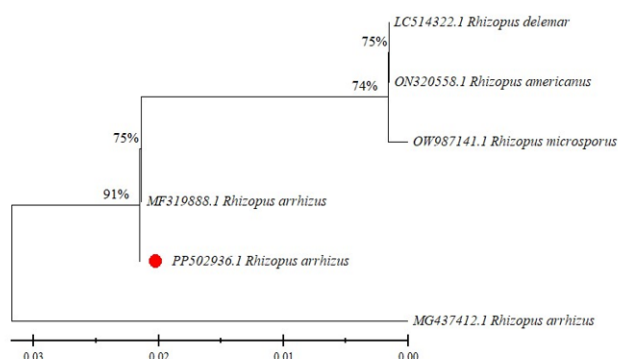 LC514322.1 Rhizopus delemar
75%
ON320558.1 Rhizopus americanus
74%
OW987141.1 Rhizopus microsporus
75%
91%
MF319888.1 Rhizopus arrhizus
PP502936.1 Rhizopus arrhizus
MG437412.1 Rhizopus arrhizus
0.03 0.02 0.01 0.00